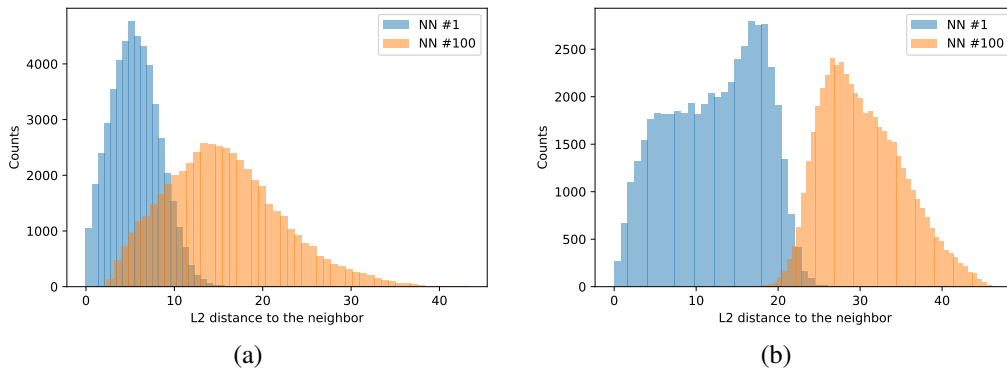 NN #1
NN #100
4000
3000
2000
1000
0
Counts
0 10 20 30 40
L2 distance to the neighbor
(a)
NN #1
NN #100
2500
2000
1500
1000
500
0
Counts
0 10 20 30 40
L2 distance to the neighbor
(b)